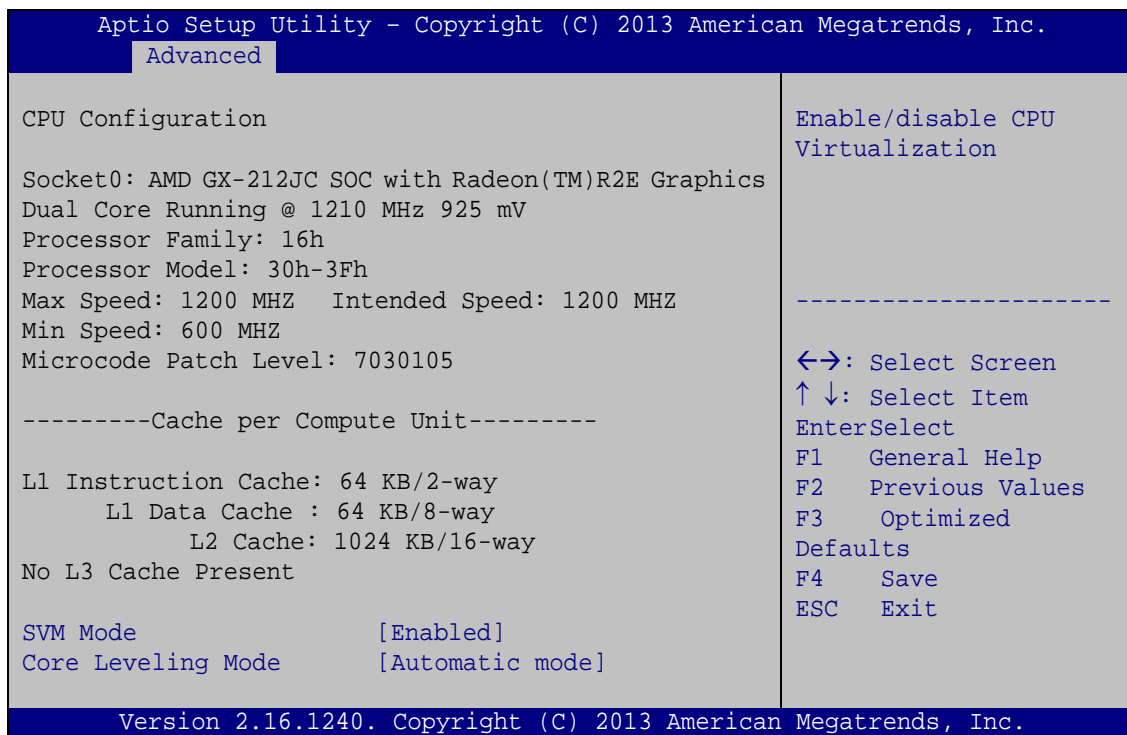 Aptio Setup Utility – Copyright (C) 2013 American Megatrends, Inc.
Advanced
CPU Configuration
Socket0: AMD GX-212JC SOC with Radeon(TM)R2E Graphics
Dual Core Running @ 1210 MHz 925 mV
Processor Family: 16h
Processor Model: 30h-3Fh
Max Speed: 1200 MHZ   Intended Speed: 1200 MHZ
Min Speed: 600 MHZ
Microcode Patch Level: 7030105
---------Cache per Compute Unit---------
L1 Instruction Cache: 64 KB/2-way
L1 Data Cache : 64 KB/8-way
L2 Cache: 1024 KB/16-way
No L3 Cache Present
SVM Mode [Enabled]
Core Leveling Mode [Automatic mode]
Enable/disable CPU
Virtualization
----------------------
←→: Select Screen
↑ ↓: Select Item
EnterSelect
F1 General Help
F2 Previous Values
F3 Optimized
Defaults
F4 Save
ESC Exit
Version 2.16.1240. Copyright (C) 2013 American Megatrends, Inc.